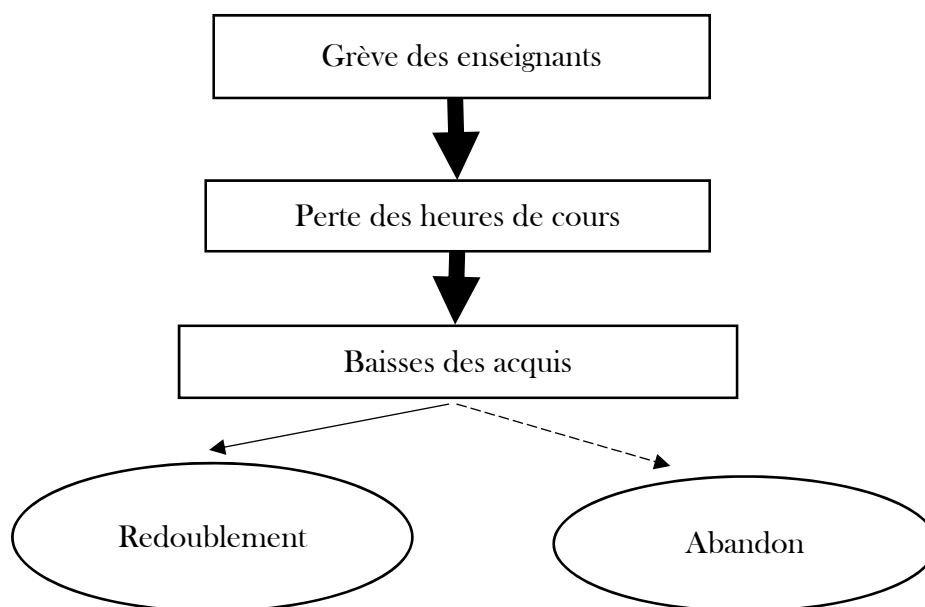 Grève des enseignants
Perte des heures de cours
Baisses des acquis
Redoublement
Abandon